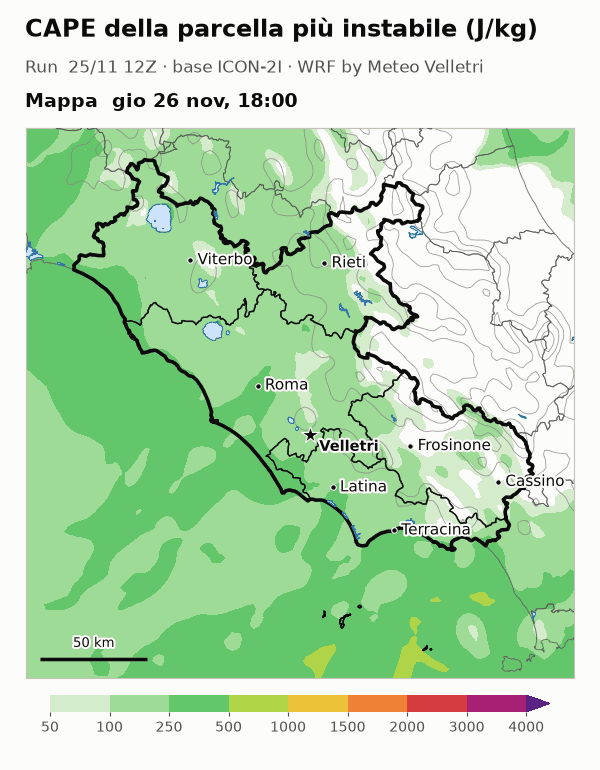 CAPE della parcella più instabile (J/kg)
Run  25/11 12Z · base ICON-2I · WRF by Meteo Velletri
Mappa  gio 26 nov, 18:00
Viterbo
Rieti
Roma
Velletri
Frosinone
Cassino
Latina
Terracina
50 km
50 100 250 500 1000 1500 2000 3000 4000